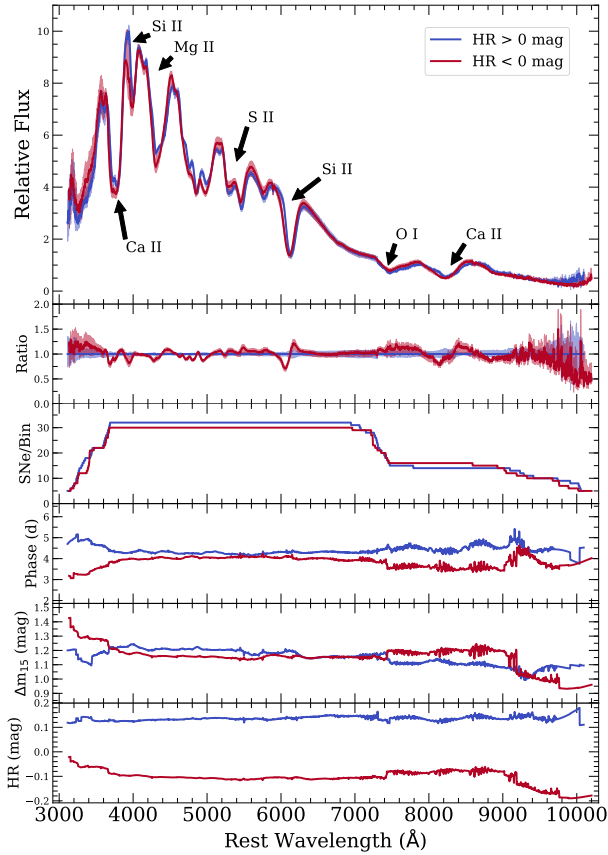 Si II
HR > 0 mag
HR < 0 mag
Mg II
S II
Si II
Ca II
O I
Ca II
Relative Flux
10
8
6
4
2
0
Ratio
2.0
1.5
1.0
0.5
0.0
SNe/Bin
30
20
10
0
Phase (d)
6
5
4
3
2
Δm15 (mag)
1.5
1.4
1.3
1.2
1.1
1.0
0.9
HR (mag)
0.2
0.1
0.0
−0.1
−0.2
3000 4000 5000 6000 7000 8000 9000 10000
Rest Wavelength (Å)